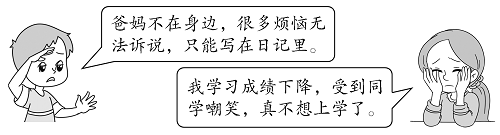 爸妈不在身边，很多烦恼无
法诉说，只能写在日记里。
我学习成绩下降，受到同
学嘲笑，真不想上学了。